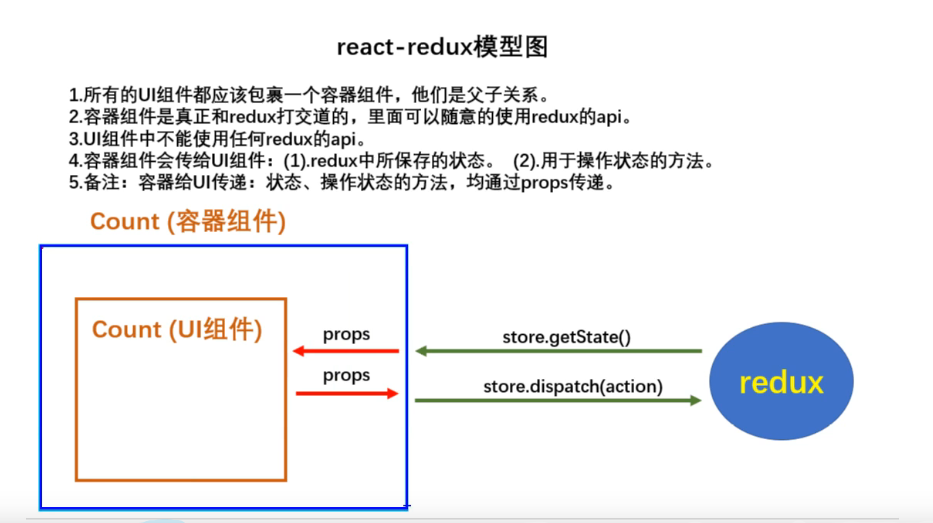 react-redux模型图
1.所有的UI组件都应该包裹一个容器组件，他们是父子关系。
2.容器组件是真正和redux打交道的，里面可以随意的使用redux的api。
3.UI组件中不能使用任何redux的api。
4.容器组件会传给UI组件：(1).redux中所保存的状态。 (2).用于操作状态的方法。
5.备注：容器给UI传递：状态、操作状态的方法，均通过props传递。
Count (容器组件)
Count (UI组件)
props
store.getState()
props
store.dispatch(action)
redux